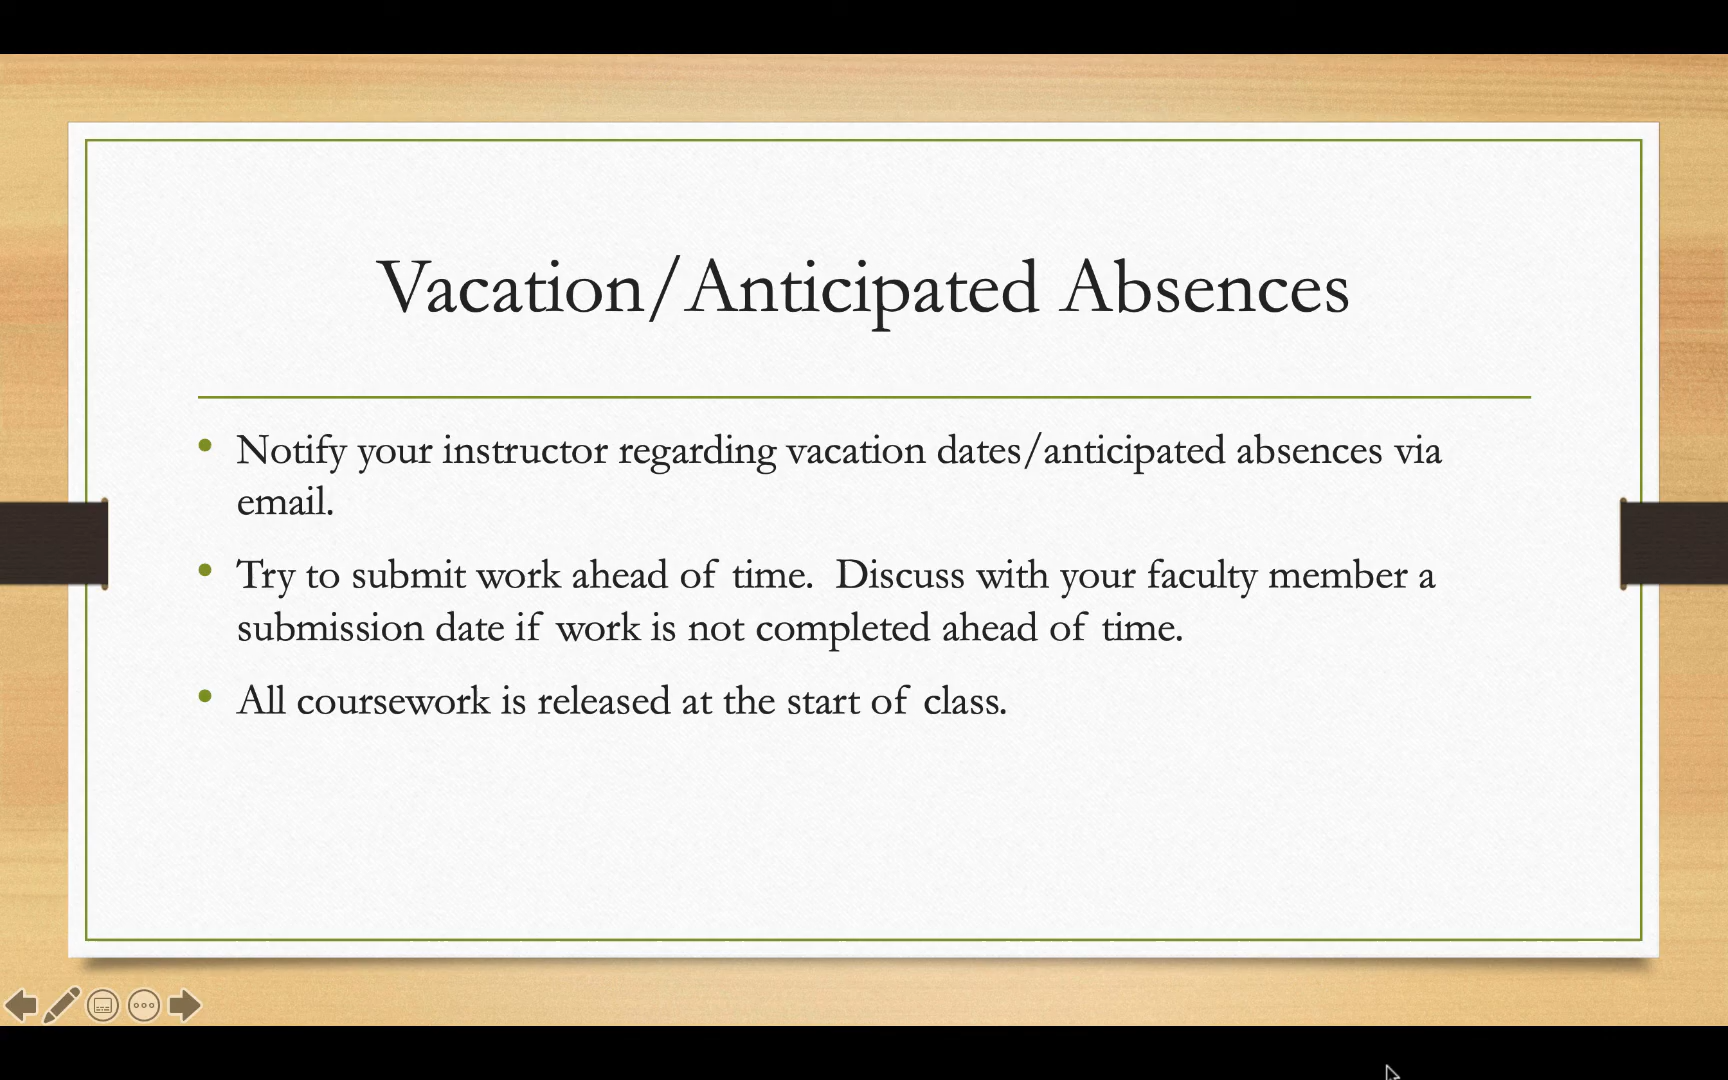 Vacation/Anticipated Absences
Notify your instructor regarding vacation dates/anticipated absences via
email.
Try to submit work ahead of time.  Discuss with your faculty member a
submission date if work is not completed ahead of time.
All coursework is released at the start of class.